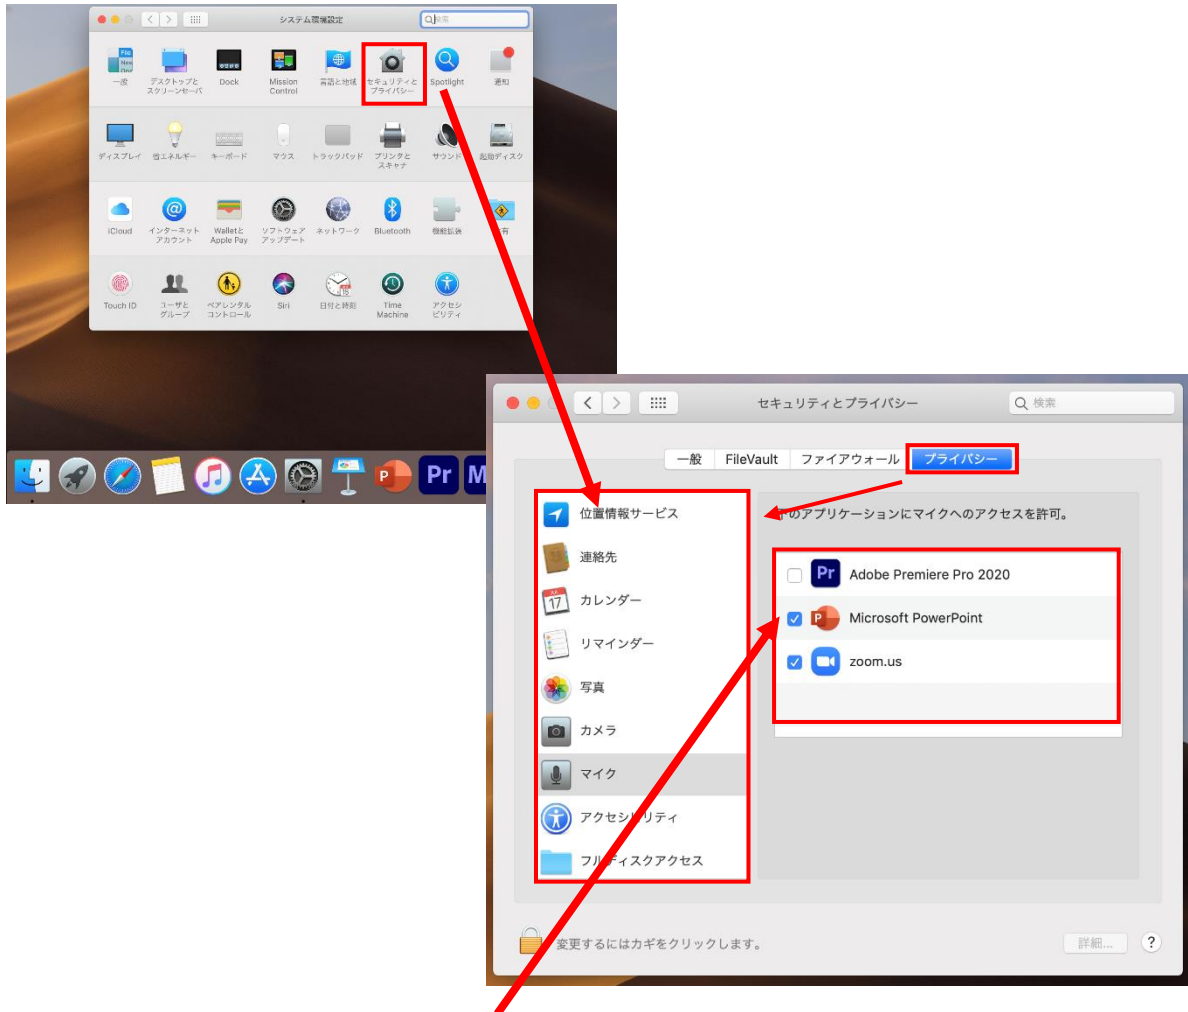 システム環境設定
検索
File
New
一般
デスクトップと
スクリーンセーバ
Dock
Mission
Control
言語と地域
セキュリティと
プライバシー
Spotlight
通知
ディスプレイ
省エネルギー
キーボード
マウス
トラックパッド
プリンタと
スキャナ
サウンド
起動ディスク
iCloud
インターネット
アカウント
Walletと
Apple Pay
ソフトウェア
アップデート
ネットワーク
Bluetooth
機能拡張
有
Touch ID
ユーザと
グループ
ペアレンタル
コントロール
Siri
日付と時刻
Time
Machine
アクセシ
ビリティ
P
Pr
M
セキュリティとプライバシー
検索
一般
FileVault
ファイアウォール
プライバシー
位置情報サービス
連絡先
17
カレンダー
リマインダー
写真
カメラ
マイク
アクセシビリティ
フルディスクアクセス
下のアプリケーションにマイクへのアクセスを許可。
Pr Adobe Premiere Pro 2020
P Microsoft PowerPoint
zoom.us
変更するにはカギをクリックします。
詳細...
?